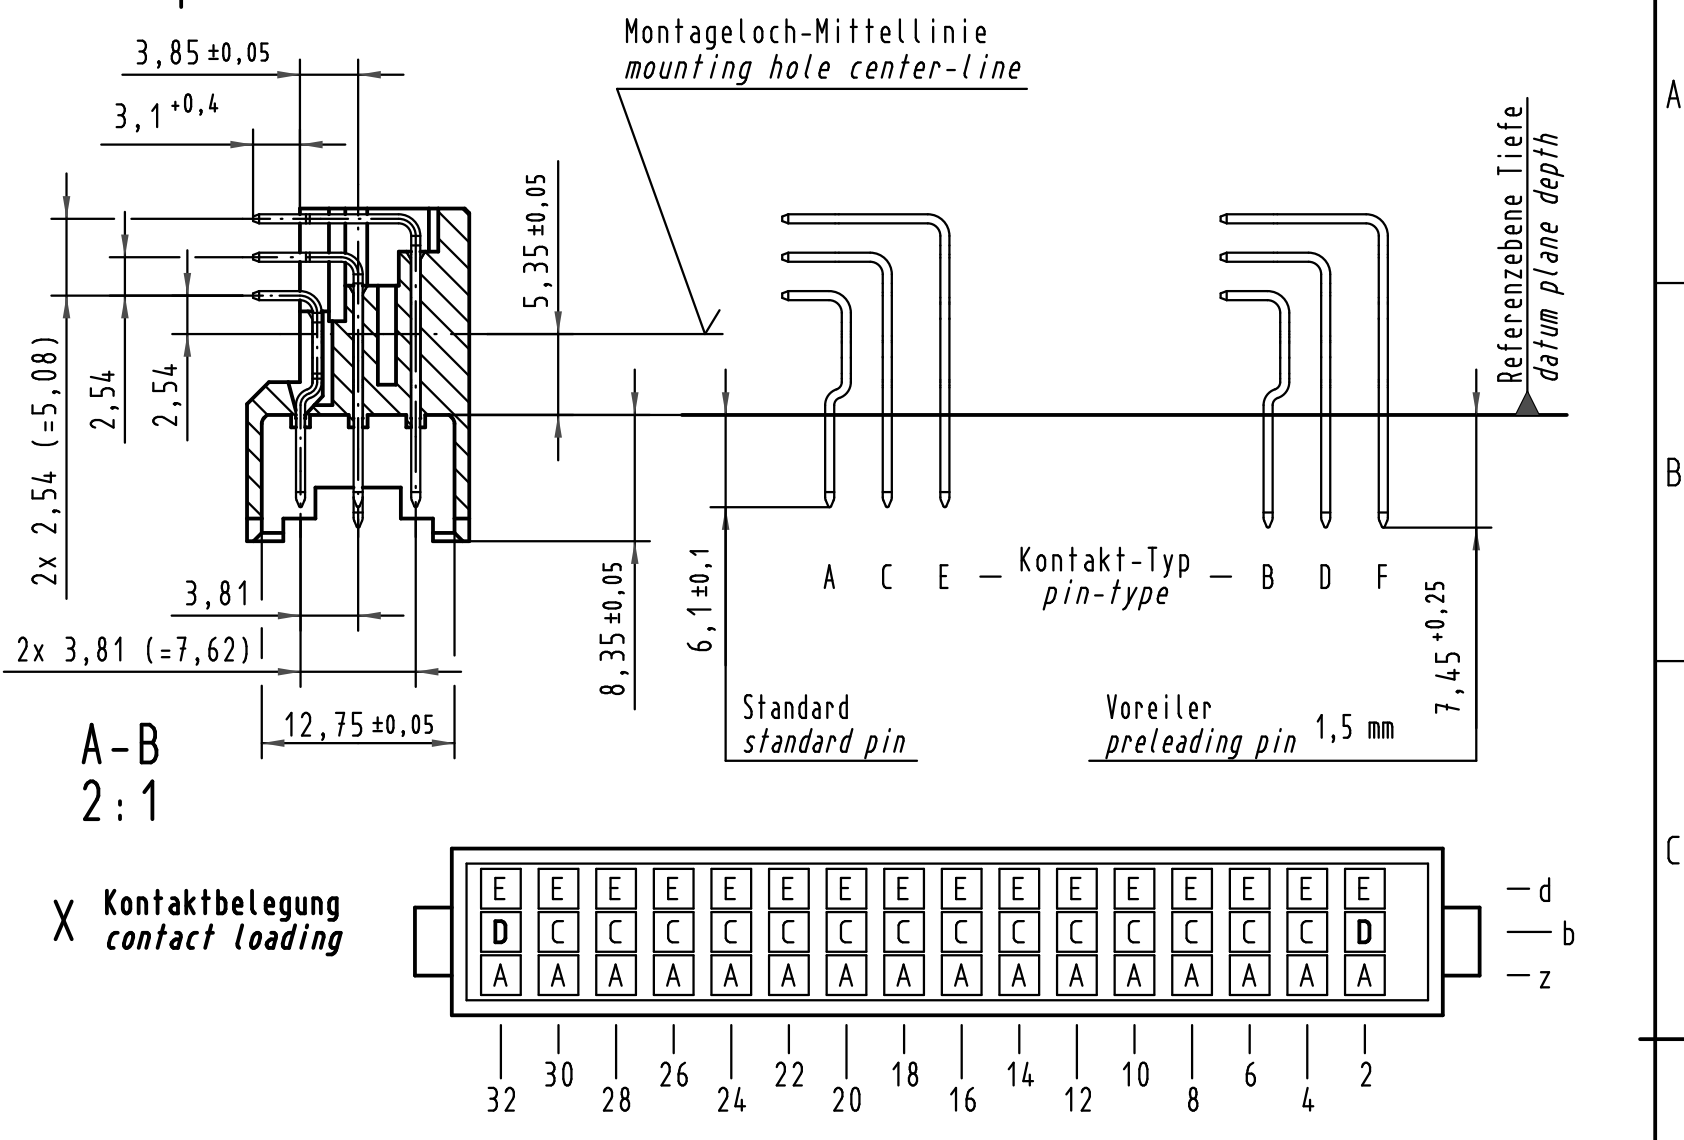 3,85 ±0,05
3,1 +0,4
Montageloch-Mittellinie
mounting hole center-line
A
Referenzebene Tiefe
datum plane depth
5,35 ±0,05
2x 2,54 (=5,08)
2,54
2,54
B
8,35 ±0,05
6,1 ±0,1
A C E – Kontakt-Typ – B D F
pin-type
7,45 +0,25
3,81
2x 3,81 (=7,62)
12,75 ±0,05
Standard
standard pin
Voreiler
preleading pin 1,5 mm
A-B
2:1
C
X Kontaktbelegung
contact loading
E E E E E E E E E E E E E E E E – d
D C C C C C C C C C C C C C C D – b
A A A A A A A A A A A A A A A A – z
30 26 22 18 14 10 6 2
32 28 24 20 16 12 8 4